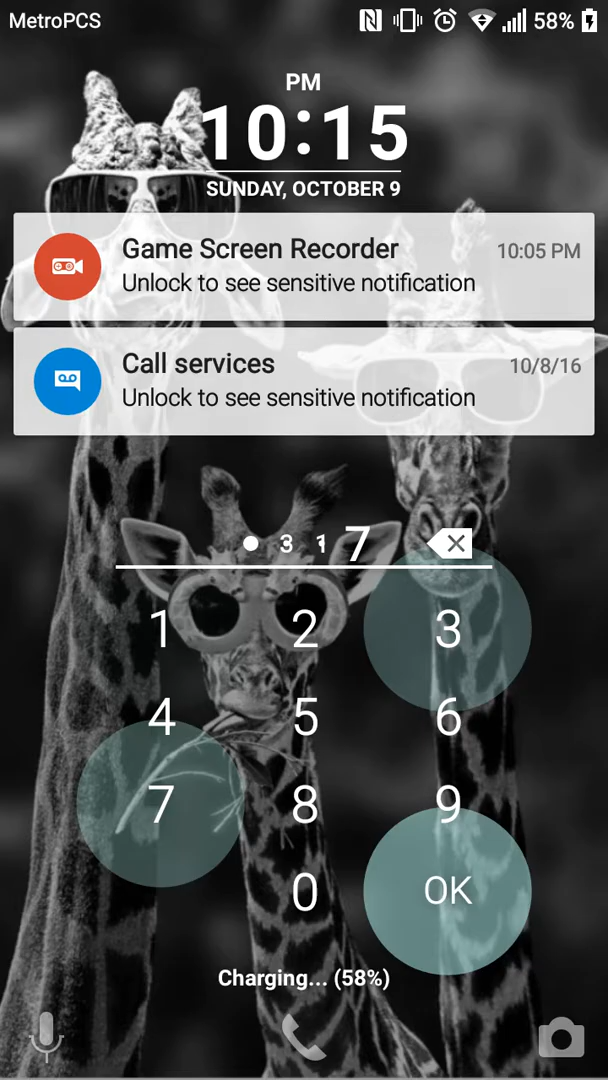 MetroPCS 58%
PM
10:15
SUNDAY, OCTOBER 9
Game Screen Recorder 10:05 PM
Unlock to see sensitive notification
Call services 10/8/16
Unlock to see sensitive notification
3 1 7
1 2 3
4 5 6
7 8 9
0 OK
Charging... (58%)